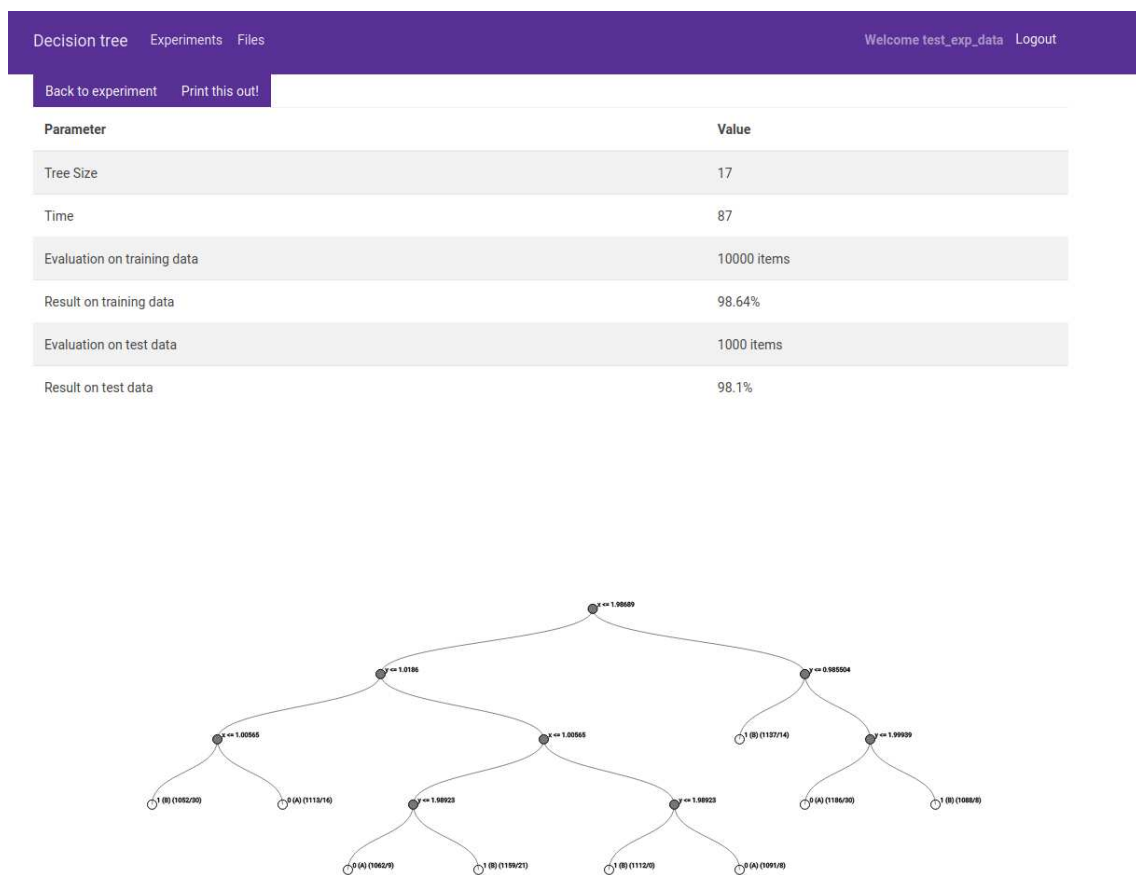 Decision tree Experiments Files Welcome test_exp_data Logout
Back to experiment Print this out!
Parameter Value
Tree Size 17
Time 87
Evaluation on training data 10000 items
Result on training data 98.64%
Evaluation on test data 1000 items
Result on test data 98.1%
x <= 1.98689
y <= 1.0186 y <= 0.985504
x <= 1.00565 x <= 1.00565 1 (B) (1137/14) y <= 1.99939
1 (B) (1052/30) 0 (A) (1113/16) y <= 1.98923 y <= 1.98923 0 (A) (1186/30) 1 (B) (1088/8)
0 (A) (1062/9) 1 (B) (1159/21) 1 (B) (1112/0) 0 (A) (1091/8)